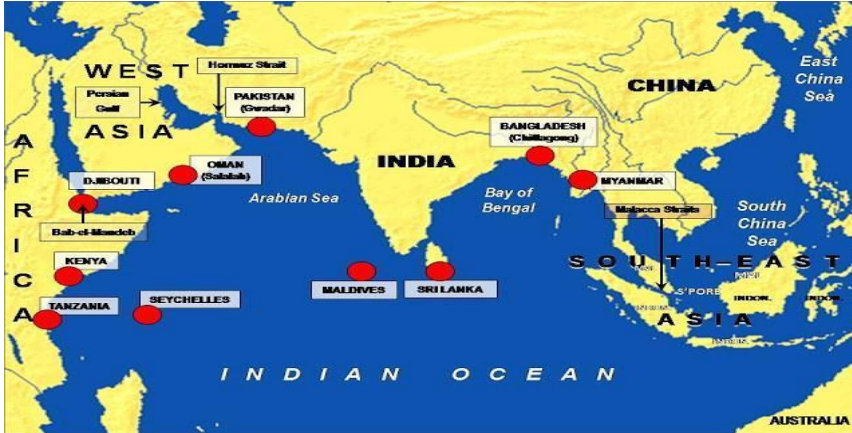 WEST
ASIA
Hormuz Strait
Persian
Gulf
PAKISTAN
(Gwadar)
CHINA
East
China
Sea
AFRICA
OMAN
(Salalah)
DJIBOUTI
Bab-el-Mandeb
Arabian Sea
INDIA
BANGLADESH
(Chittagong)
Bay of
Bengal
MYANMAR
Malacca Straits
South
China
Sea
KENYA
TANZANIA
SEYCHELLES
MALDIVES
SRI LANKA
SOUTH-EAST
ASIA
S'PORE
INDON.
INDON.
INDIAN OCEAN
AUSTRALIA